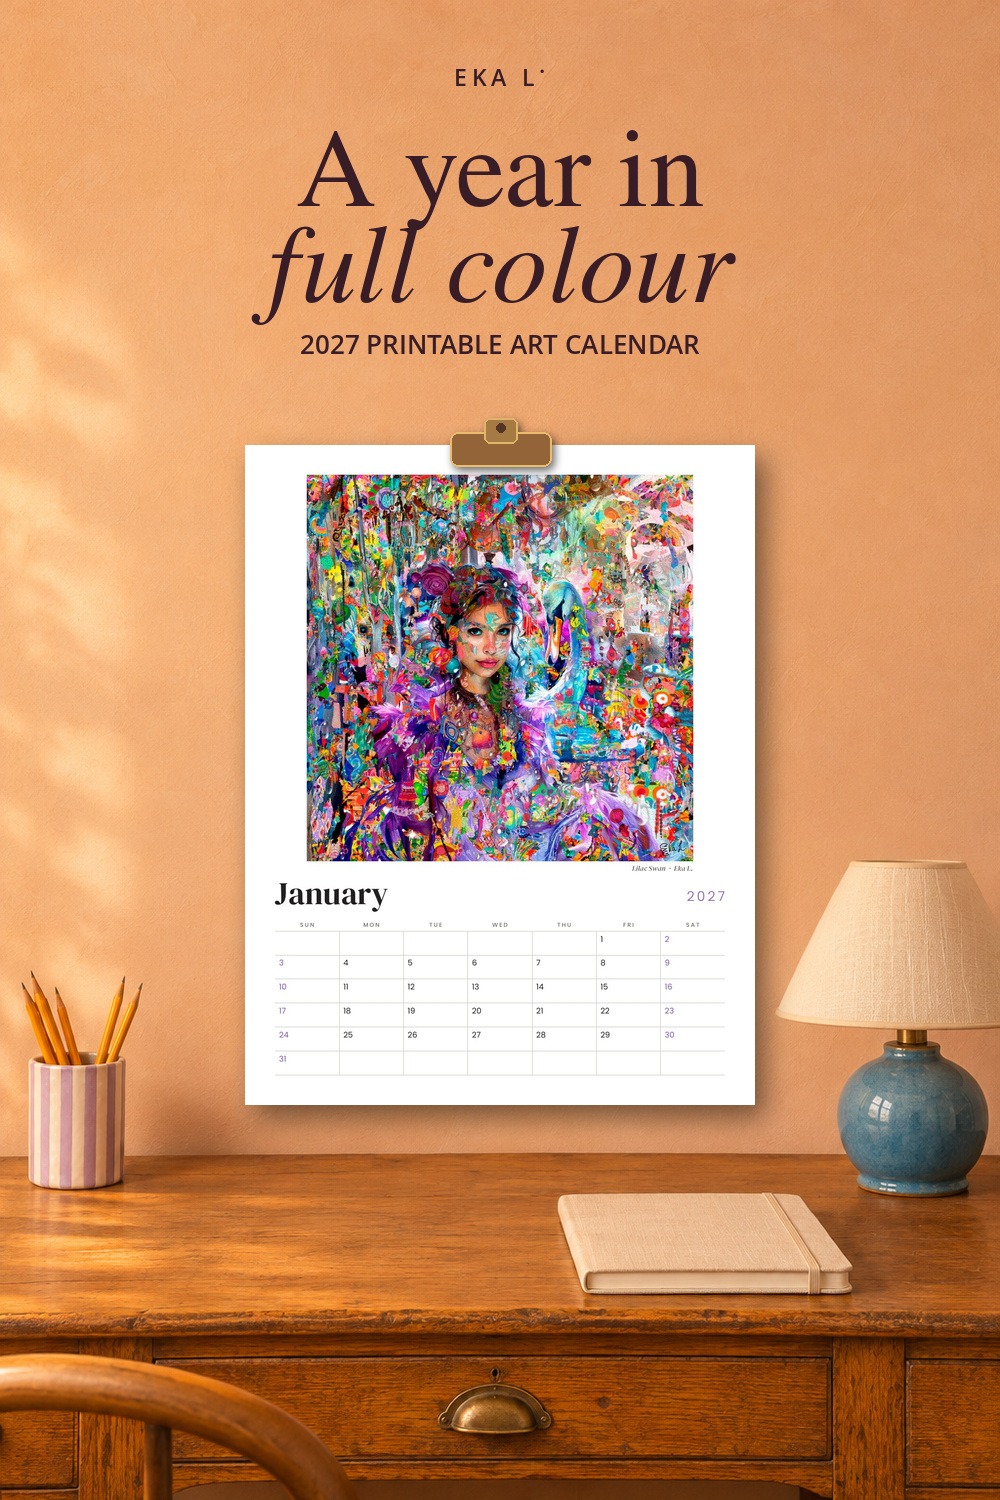 EKA L·
A year in
full colour
2027 PRINTABLE ART CALENDAR
Lilac Swan - Eka L.
January 2027
SUN MON TUE WED THU FRI SAT
1 2
3 4 5 6 7 8 9
10 11 12 13 14 15 16
17 18 19 20 21 22 23
24 25 26 27 28 29 30
31